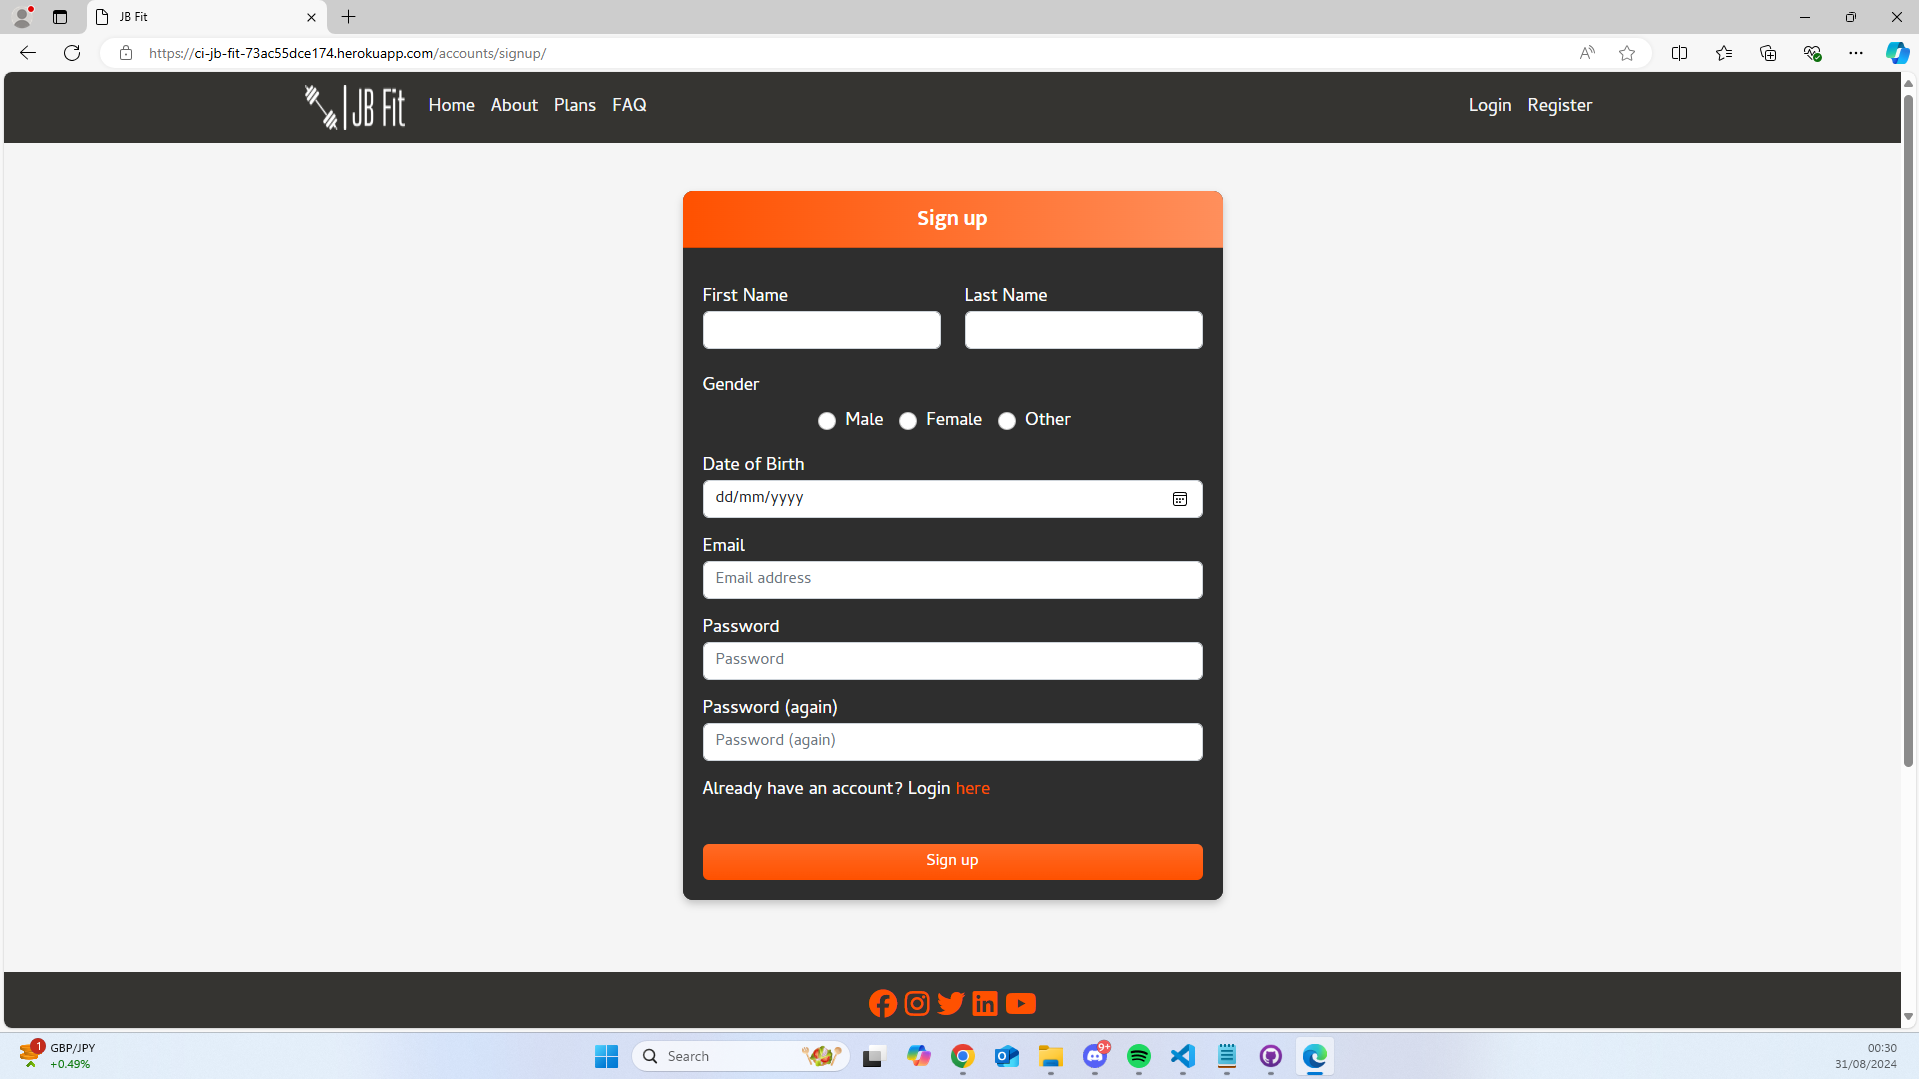 JB Fit
https://ci-jb-fit-73ac55dce174.herokuapp.com/accounts/signup/
JB Fit Home About Plans FAQ Login Register
Sign up
First Name Last Name
Gender
Male Female Other
Date of Birth
dd/mm/yyyy
Email
Email address
Password
Password
Password (again)
Password (again)
Already have an account? Login here
Sign up
1 GBP/JPY
+0.49%
Search
9+
00:30
31/08/2024